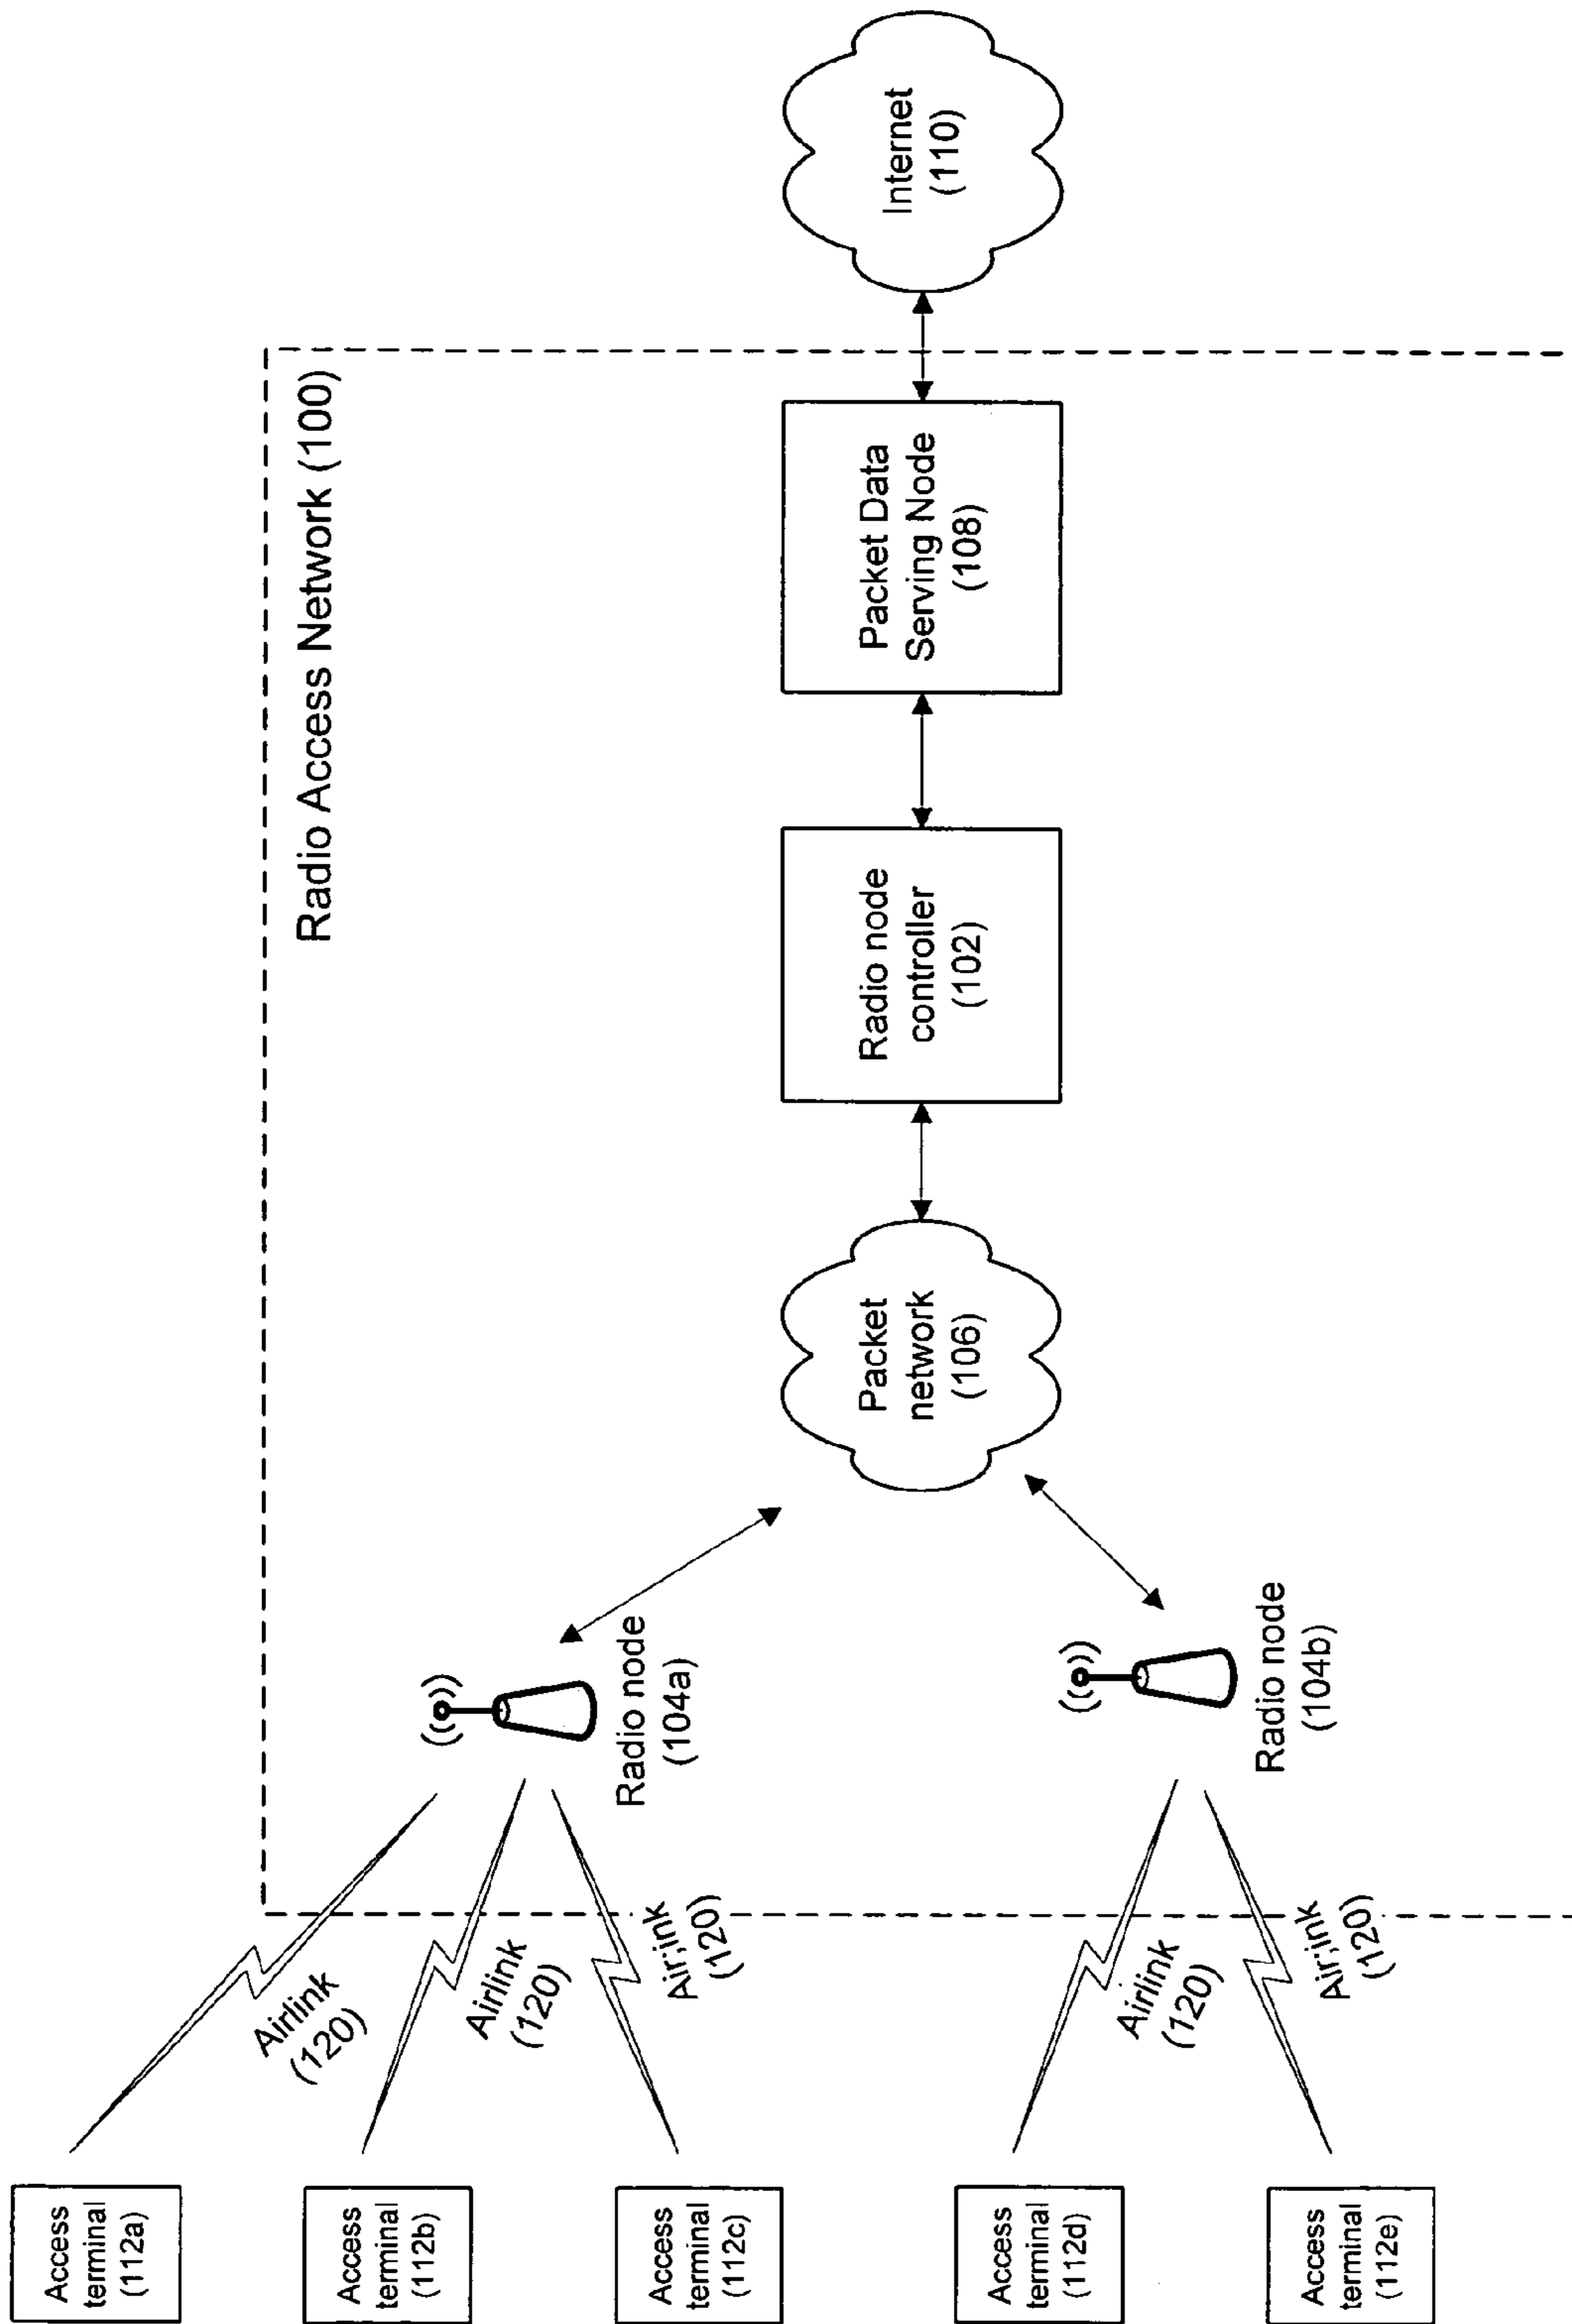 Radio Access Network (100)
Access
terminal
(112a)
Airlink
(120)
Access
terminal
(112b)
Airlink
(120)
Access
terminal
(112c)
Air:ink
(120)
Radio node
(104a)
Packet
network
(106)
Radio node
controller
(102)
Packet Data
Serving Node
(108)
Internet
(110)
Access
terminal
(112d)
Airlink
(120)
Access
terminal
(112e)
Air:ink
(120)
Radio node
(104b)